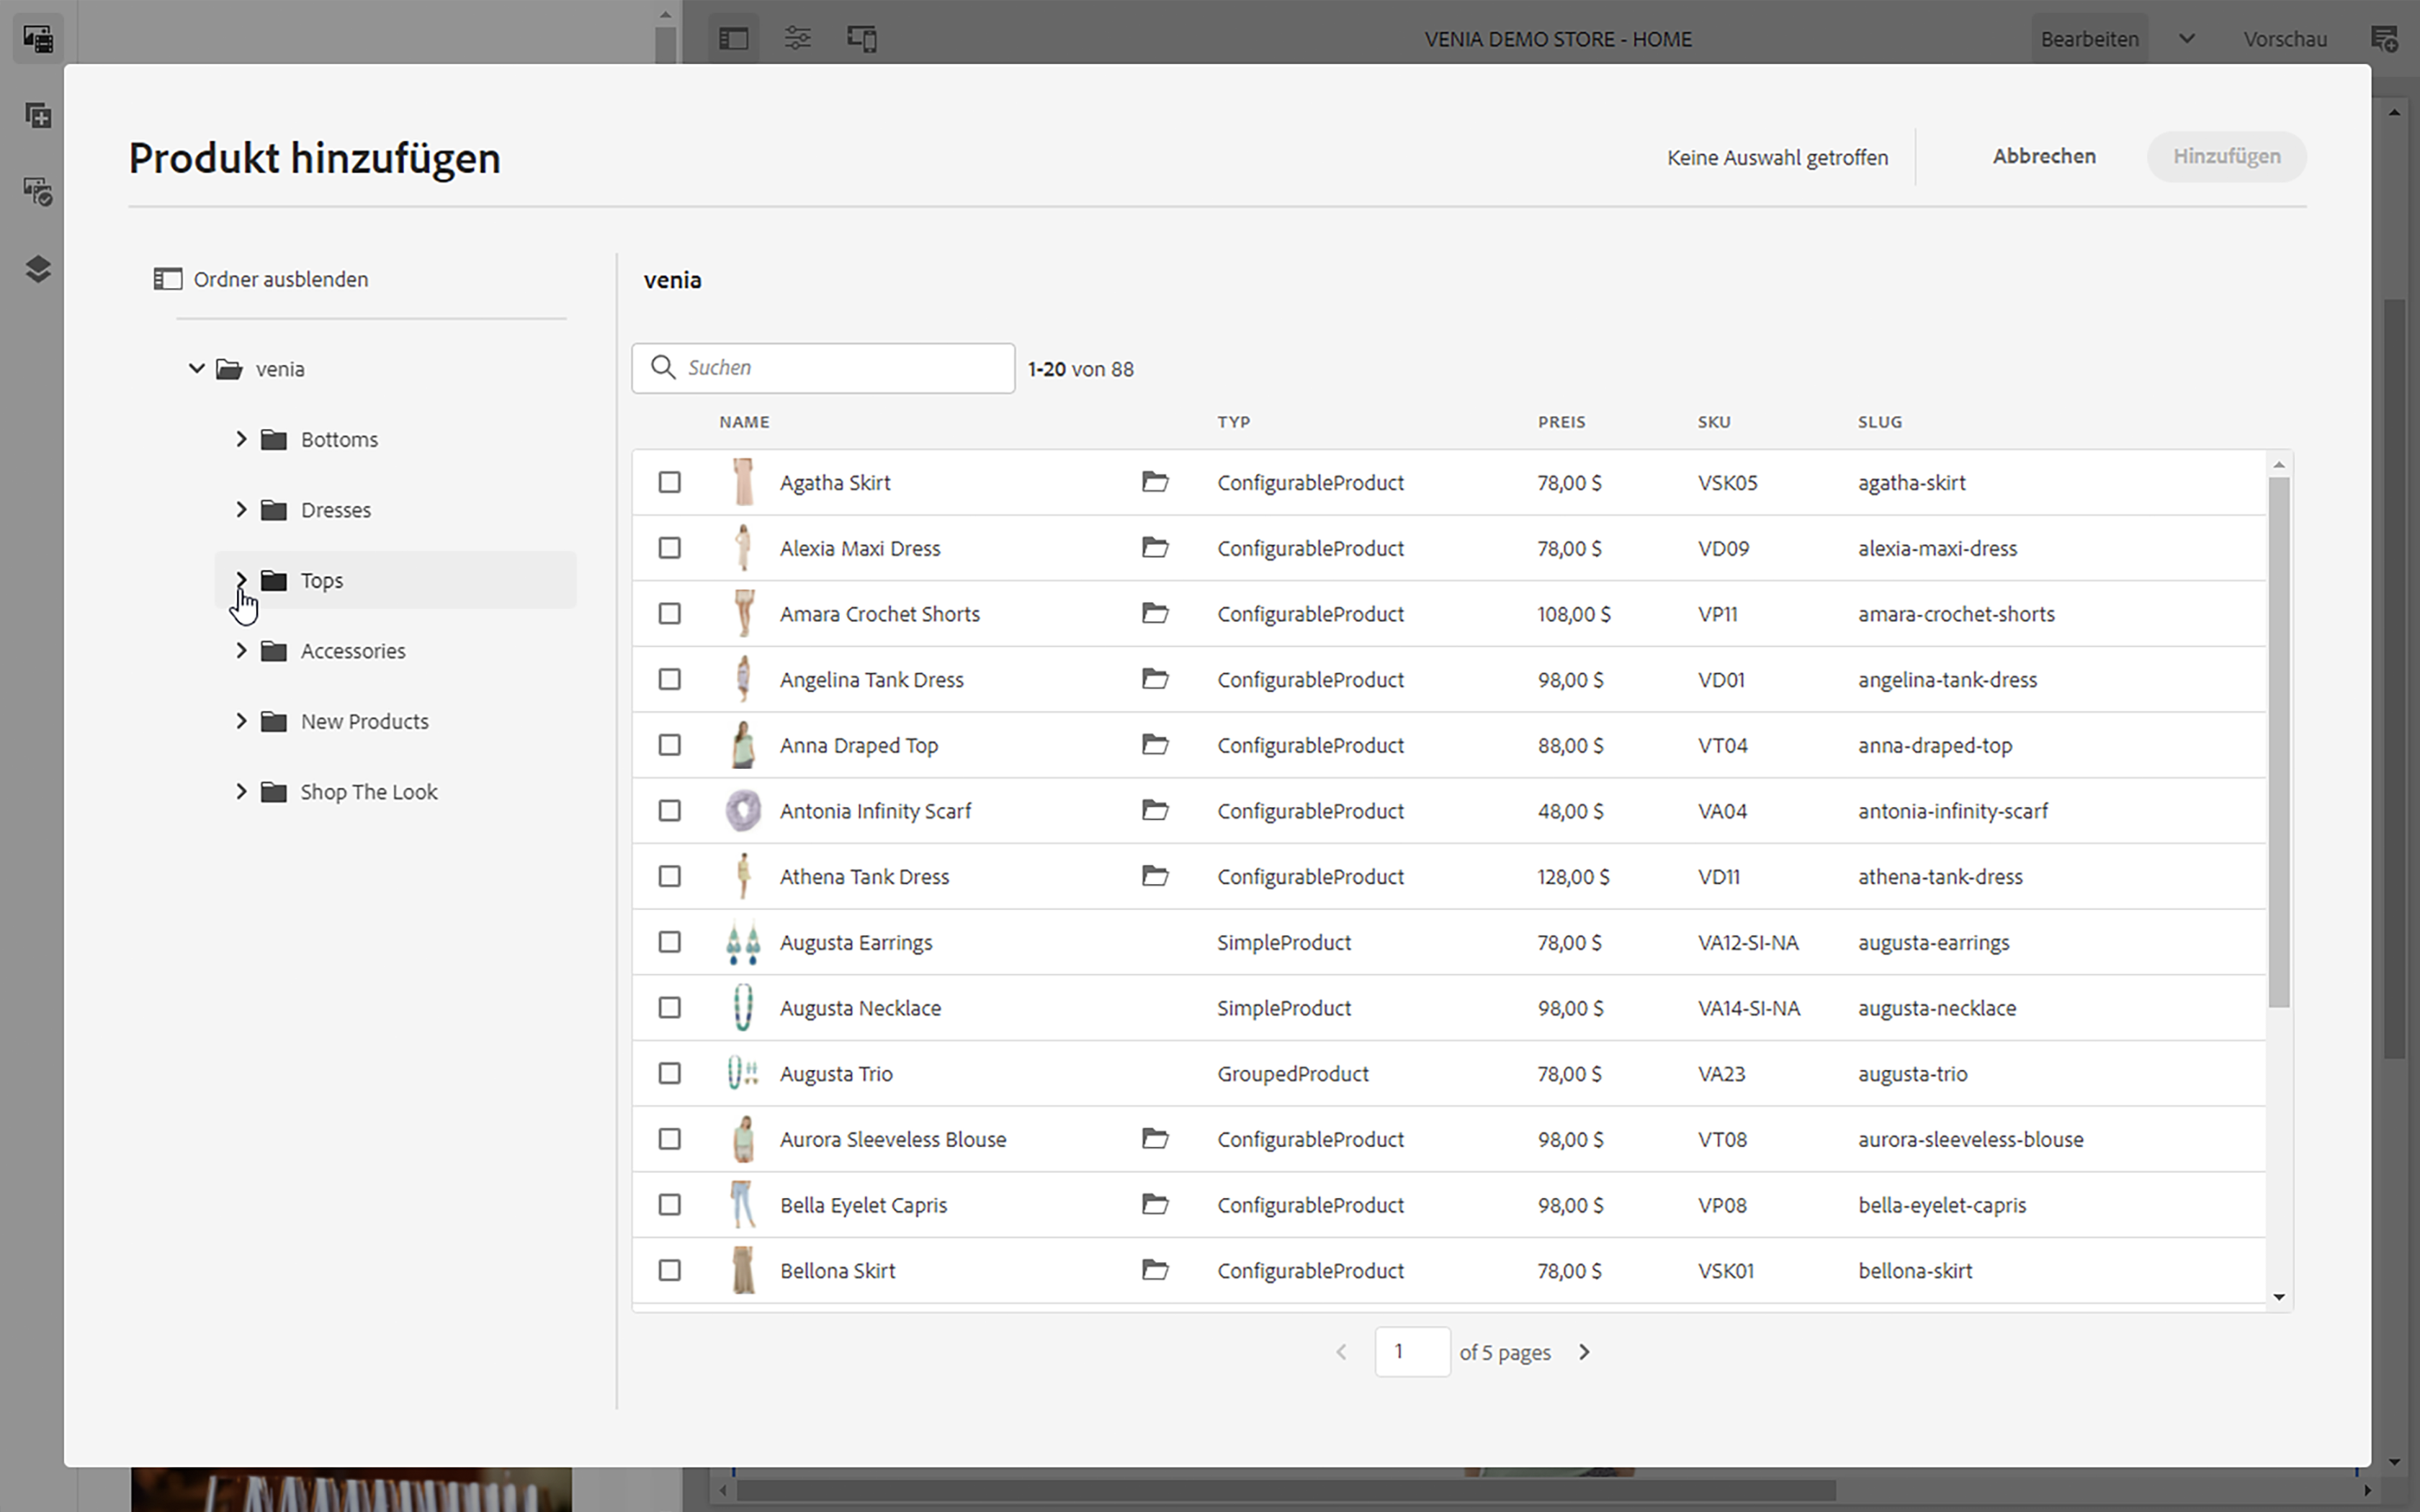 VENIA DEMO STORE - HOME
Bearbeiten
Vorschau
Produkt hinzufügen
Keine Auswahl getroffen
Abbrechen
Hinzufügen
Ordner ausblenden
venia
Bottoms
Dresses
Tops
Accessories
New Products
Shop The Look
venia
Suchen
1-20 von 88
NAME TYP PREIS SKU SLUG
Agatha Skirt ConfigurableProduct 78,00 $ VSK05 agatha-skirt
Alexia Maxi Dress ConfigurableProduct 78,00 $ VD09 alexia-maxi-dress
Amara Crochet Shorts ConfigurableProduct 108,00 $ VP11 amara-crochet-shorts
Angelina Tank Dress ConfigurableProduct 98,00 $ VD01 angelina-tank-dress
Anna Draped Top ConfigurableProduct 88,00 $ VT04 anna-draped-top
Antonia Infinity Scarf ConfigurableProduct 48,00 $ VA04 antonia-infinity-scarf
Athena Tank Dress ConfigurableProduct 128,00 $ VD11 athena-tank-dress
Augusta Earrings SimpleProduct 78,00 $ VA12-SI-NA augusta-earrings
Augusta Necklace SimpleProduct 98,00 $ VA14-SI-NA augusta-necklace
Augusta Trio GroupedProduct 78,00 $ VA23 augusta-trio
Aurora Sleeveless Blouse ConfigurableProduct 98,00 $ VT08 aurora-sleeveless-blouse
Bella Eyelet Capris ConfigurableProduct 98,00 $ VP08 bella-eyelet-capris
Bellona Skirt ConfigurableProduct 78,00 $ VSK01 bellona-skirt
1 of 5 pages